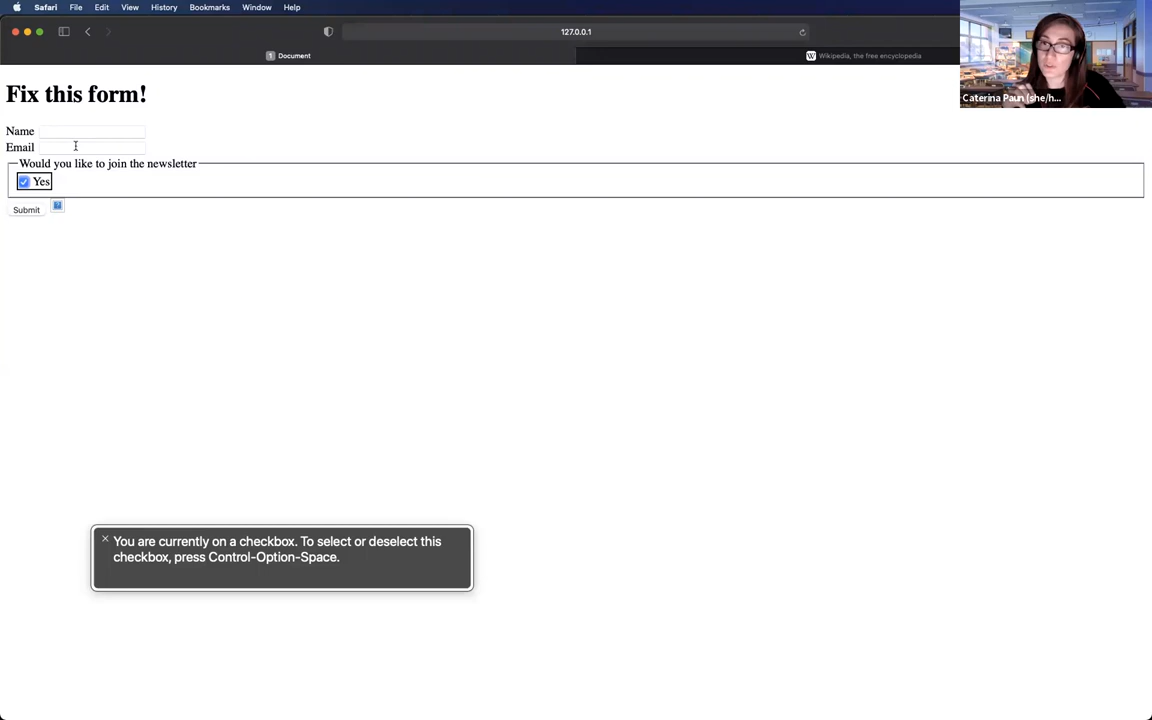 Safari File Edit View History Bookmarks Window Help
127.0.0.1
1 Document
W Wikipedia, the free encyclopedia
Caterina Paun (she/h...
Fix this form!
Name
Email
Would you like to join the newsletter
Yes
Submit
?
You are currently on a checkbox. To select or deselect this
checkbox, press Control-Option-Space.